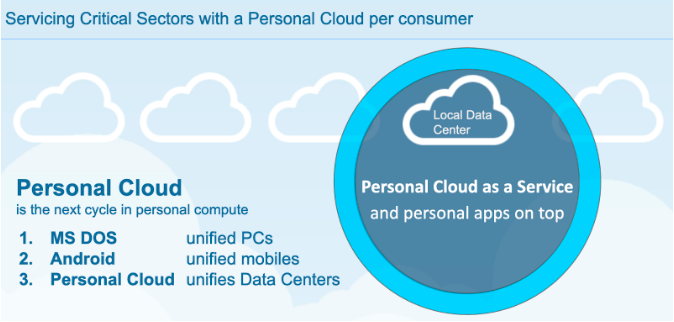 Servicing Critical Sectors with a Personal Cloud per consumer
Local Data
Center
Personal Cloud as a Service
and personal apps on top
Personal Cloud
is the next cycle in personal compute
1. MS DOS unified PCs
2. Android unified mobiles
3. Personal Cloud unifies Data Centers